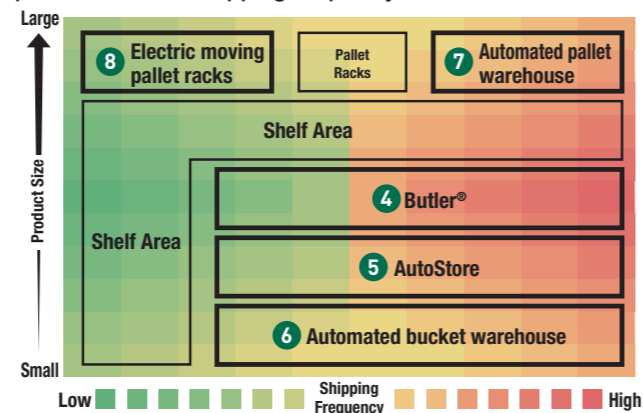 Large
8 Electric moving
pallet racks
Pallet
Racks
7 Automated pallet
warehouse
Shelf Area
Product Size
4 Butler®
Shelf Area
5 AutoStore
6 Automated bucket warehouse
Small
Low
Shipping
Frequency
High